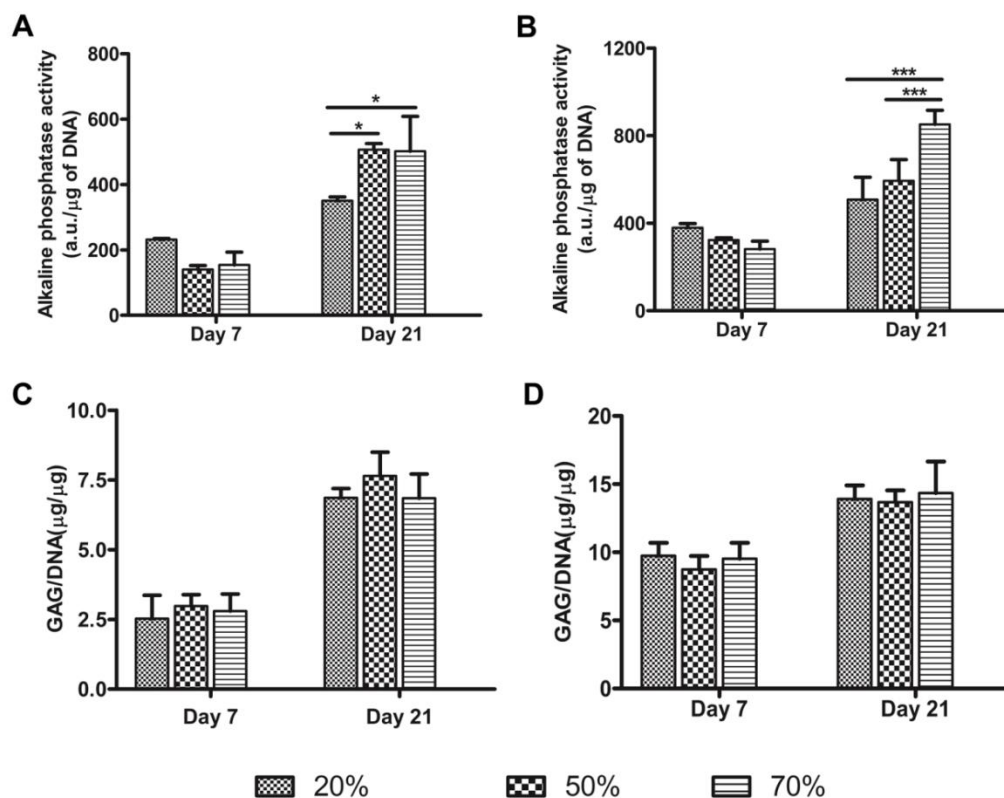 A
Alkaline phosphatase activity
(a.u./μg of DNA)
800
600
400
200
0
*
*
Day 7
Day 21
B
Alkaline phosphatase activity
(a.u./μg of DNA)
1200
800
400
0
***
***
Day 7
Day 21
C
GAG/DNA(μg/μg)
10.0
7.5
5.0
2.5
0.0
Day 7
Day 21
D
GAG/DNA(μg/μg)
20
15
10
5
0
Day 7
Day 21
20%
50%
70%